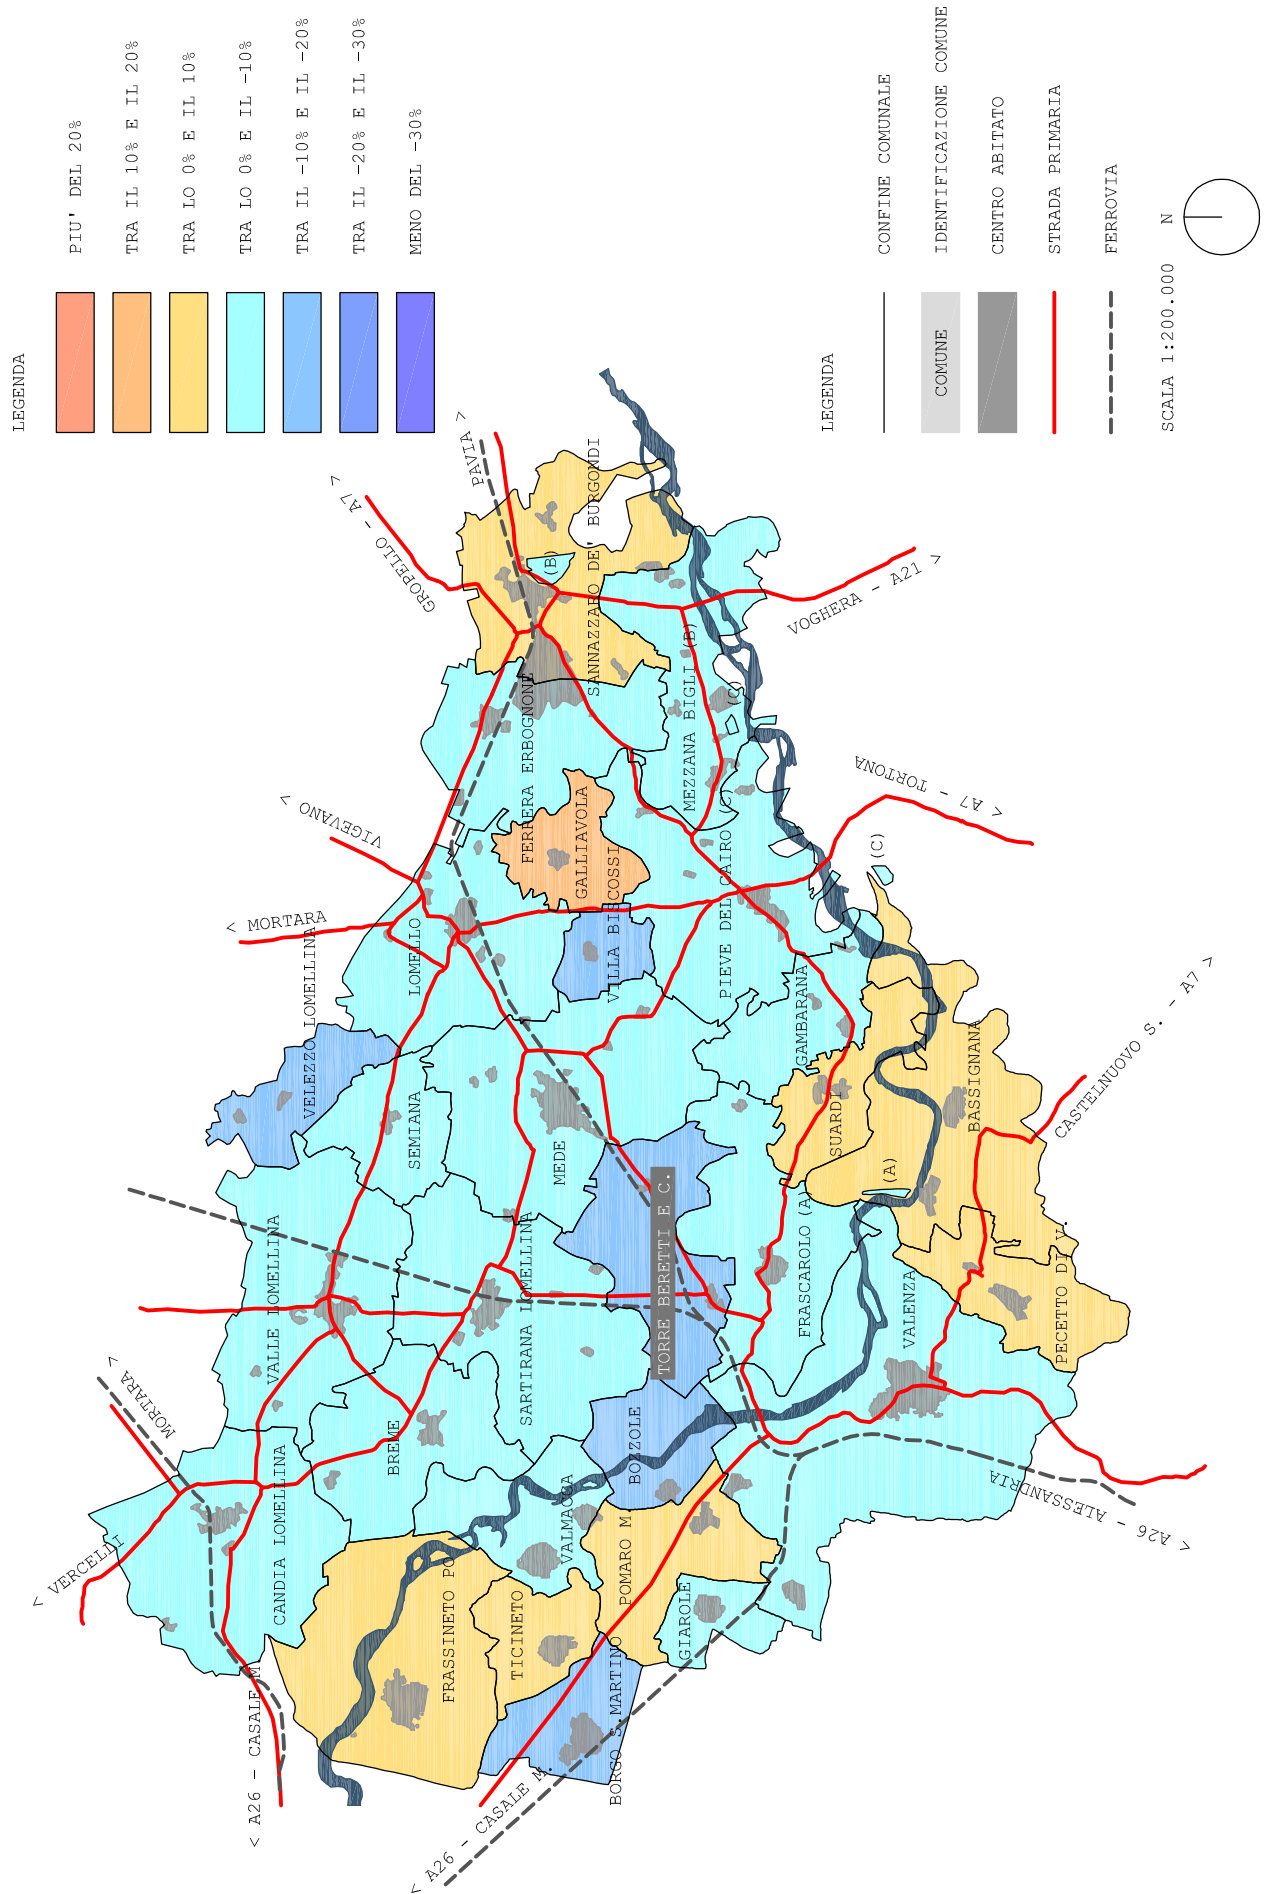 LEGENDA
PIU' DEL 20%
TRA IL 10% E IL 20%
TRA LO 0% E IL 10%
TRA LO 0% E IL -10%
TRA IL -10% E IL -20%
TRA IL -20% E IL -30%
MENO DEL -30%
LEGENDA
CONFINE COMUNALE
COMUNE
IDENTIFICAZIONE COMUNE
CENTRO ABITATO
STRADA PRIMARIA
FERROVIA
SCALA 1:200.000
N
< VERCELLI
MORTARA >
< MORTARA
VIGEVANO >
GROPELLO - A7 >
PAVIA >
VOGHERA - A21 >
< A7 - TORTONA
CASTELNUOVO S. - A7 >
< A26 - ALESSANDRIA
< A26 - CASALE M.
< A26 - CASALE M.
CANDIA LOMELLINA
VALLE LOMELLINA
VELEZZO LOMELLINA
LOMELLO
SEMIANA
BREME
SARTIRANA LOMELLINA
MEDE
FERRERA ERBOGNONE
GALLIAVOLA
SANNAZZARO DE' BURGONDI
(B)
VILLA BISCOSSI
MEZZANA BIGLI (B)
PIEVE DEL CAIRO (C)
(C)
(C)
GAMBARANA
SUARDI
TORRE BERETTI E C.
FRASCAROLO (A)
(A)
BASSIGNANA
PECETTO DI V.
VALENZA
BOZZOLE
VALMACCA
POMARO M.
GIAROLE
TICINETO
FRASSINETO PO
BORGO S.MARTINO